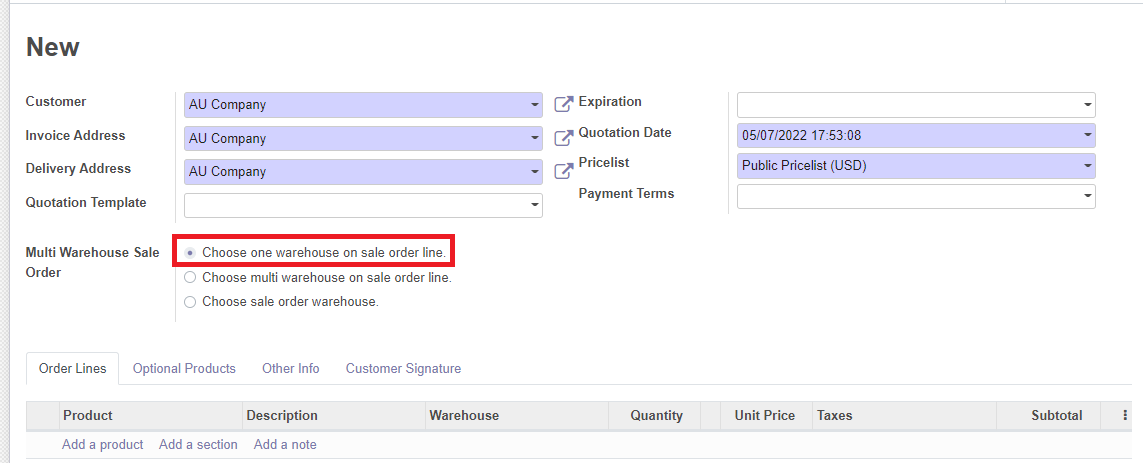 New
Customer
AU Company
Invoice Address
AU Company
Delivery Address
AU Company
Quotation Template
Expiration
Quotation Date
05/07/2022 17:53:08
Pricelist
Public Pricelist (USD)
Payment Terms
Multi Warehouse Sale
Order
Choose one warehouse on sale order line.
Choose multi warehouse on sale order line.
Choose sale order warehouse.
Order Lines Optional Products Other Info Customer Signature
Product Description Warehouse Quantity Unit Price Taxes Subtotal
Add a product Add a section Add a note